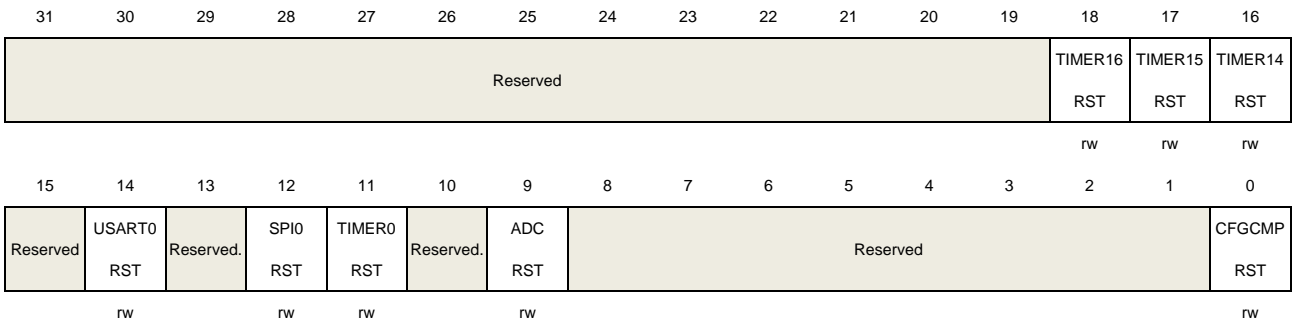 31 30 29 28 27 26 25 24 23 22 21 20 19 18 17 16
Reserved TIMER16 RST TIMER15 RST TIMER14 RST
rw rw rw
15 14 13 12 11 10 9 8 7 6 5 4 3 2 1 0
Reserved USART0 RST Reserved. SPI0 RST TIMER0 RST Reserved. ADC RST Reserved CFGCMP RST
rw rw rw rw rw